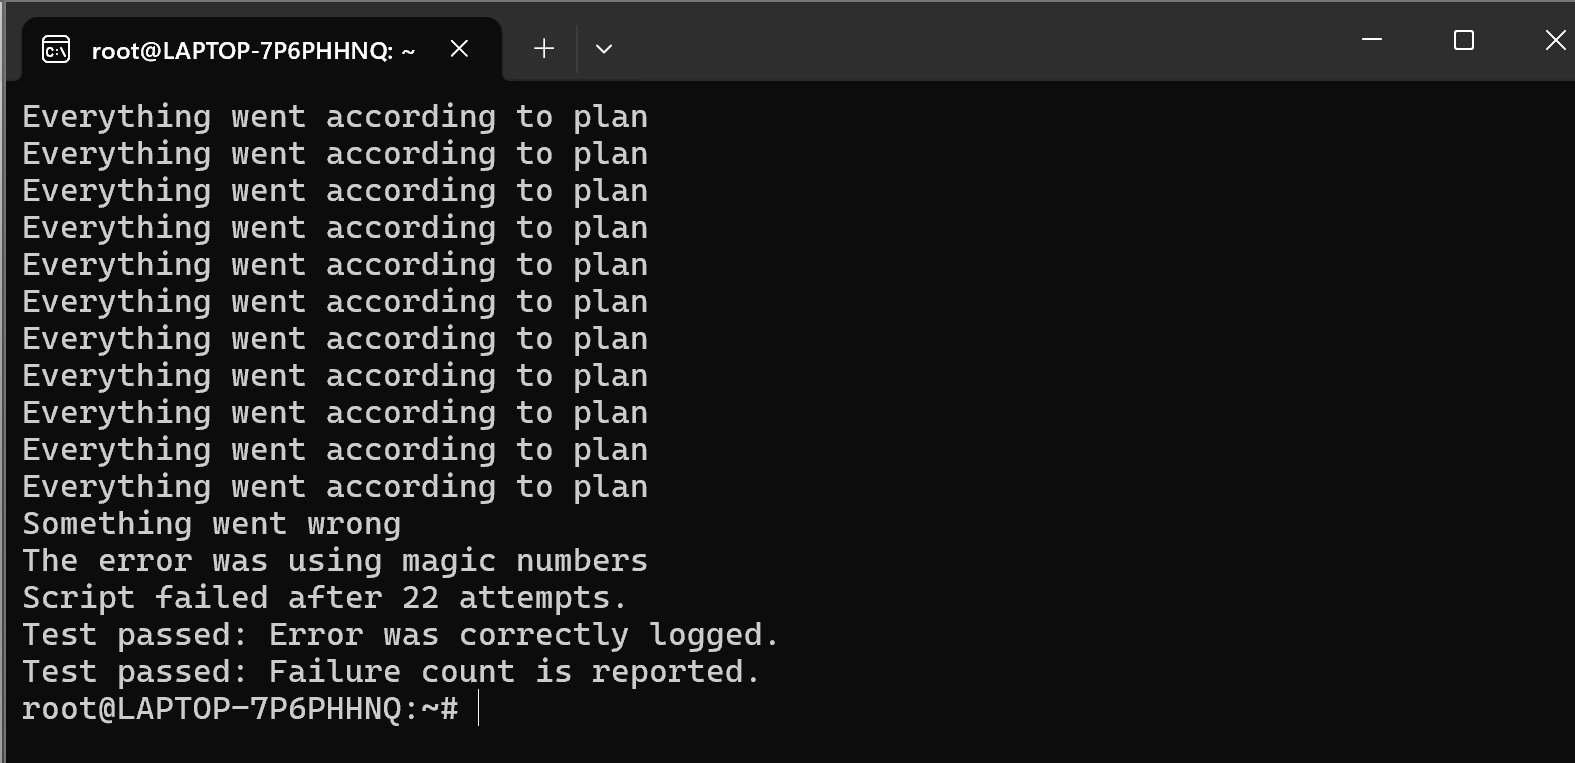 root@LAPTOP-7P6PHHNQ: ~
Everything went according to plan
Everything went according to plan
Everything went according to plan
Everything went according to plan
Everything went according to plan
Everything went according to plan
Everything went according to plan
Everything went according to plan
Everything went according to plan
Everything went according to plan
Everything went according to plan
Something went wrong
The error was using magic numbers
Script failed after 22 attempts.
Test passed: Error was correctly logged.
Test passed: Failure count is reported.
root@LAPTOP-7P6PHHNQ:~#